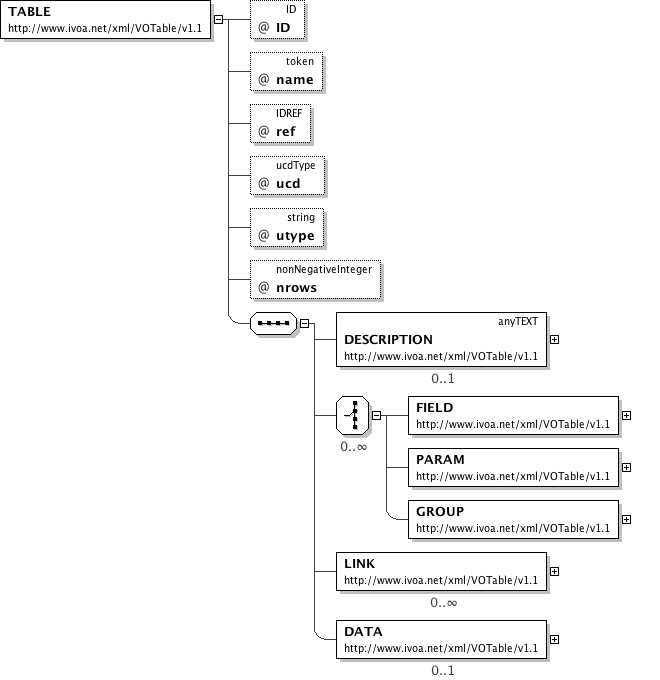 TABLE
http://www.ivoa.net/xml/VOTable/v1.1
ID
@ ID
token
@ name
IDREF
@ ref
ucdType
@ ucd
string
@ utype
nonNegativeInteger
@ nrows
anyTEXT
DESCRIPTION
http://www.ivoa.net/xml/VOTable/v1.1
0..1
0..∞
FIELD
http://www.ivoa.net/xml/VOTable/v1.1
PARAM
http://www.ivoa.net/xml/VOTable/v1.1
GROUP
http://www.ivoa.net/xml/VOTable/v1.1
LINK
http://www.ivoa.net/xml/VOTable/v1.1
0..∞
DATA
http://www.ivoa.net/xml/VOTable/v1.1
0..1